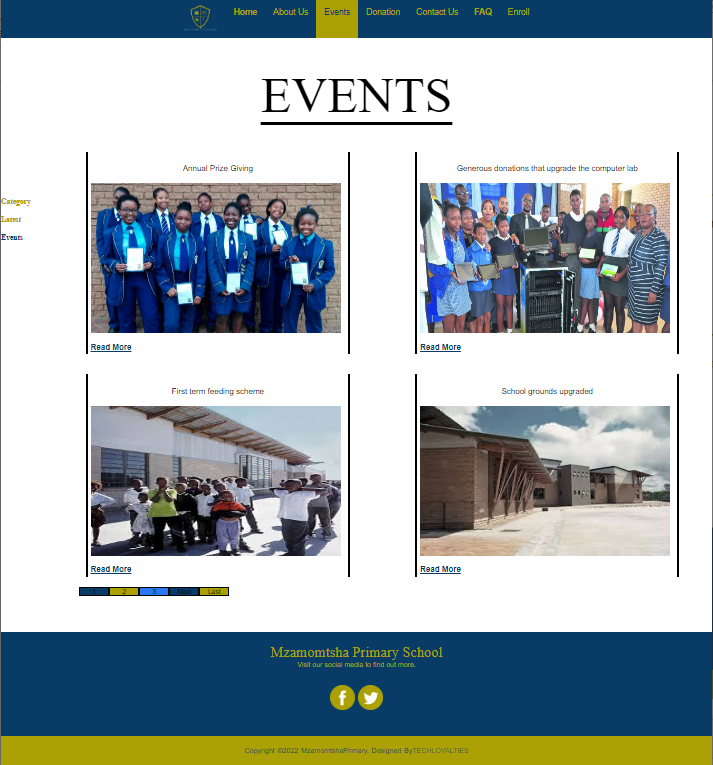 Home About Us Events Donation Contact Us FAQ Enroll
EVENTS
Category
Latest
Events
Annual Prize Giving
Read More
Generous donations that upgrade the computer lab
Read More
First term feeding scheme
Read More
School grounds upgraded
Read More
1 2 3 Next Last
Mzamomtsha Primary School
Visit our social media to find out more.
Copyright ©2022 MzamomtshaPrimary. Designed ByTECHLOYALTIES